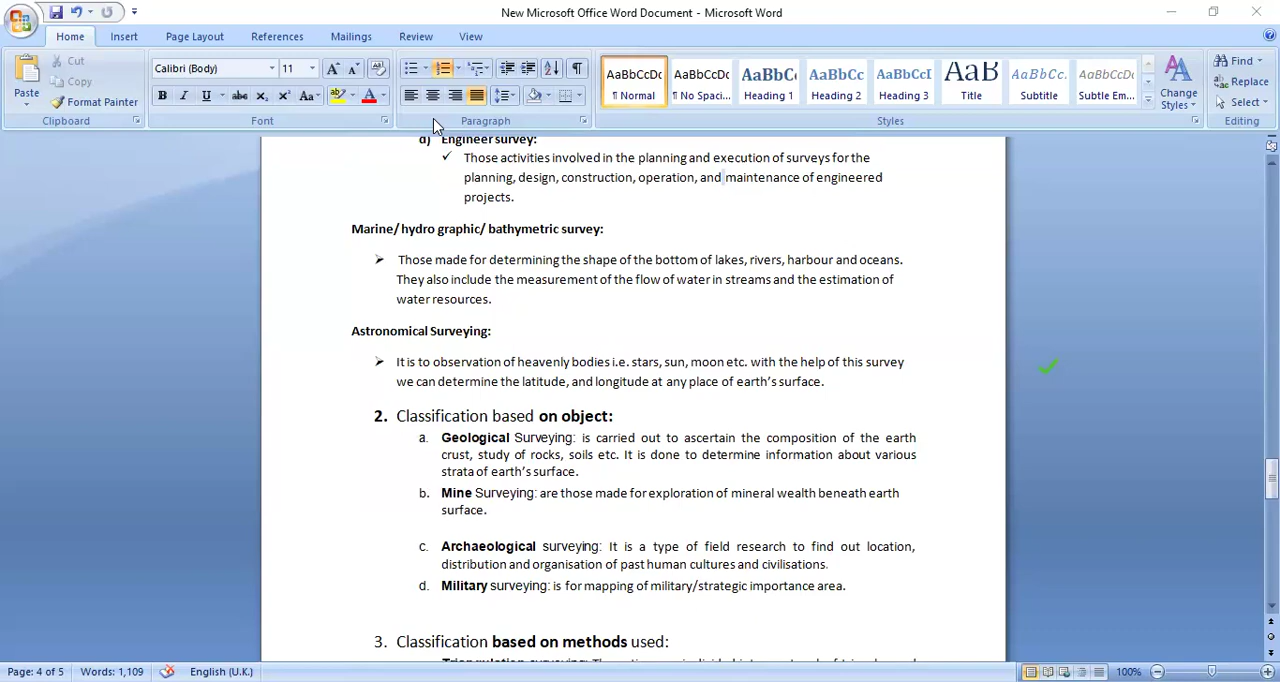 New Microsoft Office Word Document - Microsoft Word
Home Insert Page Layout References Mailings Review View
Paste
Cut
Copy
Format Painter
Clipboard
Calibri (Body) 11
Font
Paragraph
AaBbCcDc AaBbCcDc AaBbC AaBbCc AaBbCcI AaB AaBbCc. AaBbCcDc
¶ Normal ¶ No Spaci... Heading 1 Heading 2 Heading 3 Title Subtitle Subtle Em...
Change Styles
Styles
Find
Replace
Select
Editing
d) Engineer survey:
Those activities involved in the planning and execution of surveys for the
planning, design, construction, operation, and maintenance of engineered
projects.
Marine/ hydro graphic/ bathymetric survey:
Those made for determining the shape of the bottom of lakes, rivers, harbour and oceans.
They also include the measurement of the flow of water in streams and the estimation of
water resources.
Astronomical Surveying:
It is to observation of heavenly bodies i.e. stars, sun, moon etc. with the help of this survey
we can determine the latitude, and longitude at any place of earth's surface.
2. Classification based on object:
a. Geological Surveying: is carried out to ascertain the composition of the earth
crust, study of rocks, soils etc. It is done to determine information about various
strata of earth's surface.
b. Mine Surveying: are those made for exploration of mineral wealth beneath earth
surface.
c. Archaeological surveying: It is a type of field research to find out location,
distribution and organisation of past human cultures and civilisations.
d. Military surveying: is for mapping of military/strategic importance area.
3. Classification based on methods used:
Page: 4 of 5 Words: 1,109 English (U.K.) 100%